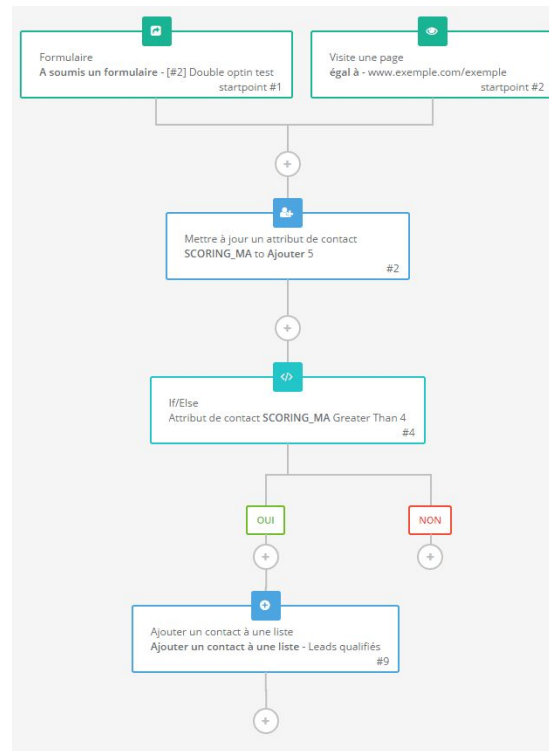 Formulaire
A soumis un formulaire - [#2] Double optin test
startpoint #1
Visite une page
égal à - www.exemple.com/exemple
startpoint #2
Mettre à jour un attribut de contact
SCORING_MA to Ajouter 5
#2
If/Else
Attribut de contact SCORING_MA Greater Than 4
#4
OUI
NON
Ajouter un contact à une liste
Ajouter un contact à une liste - Leads qualifiés
#9